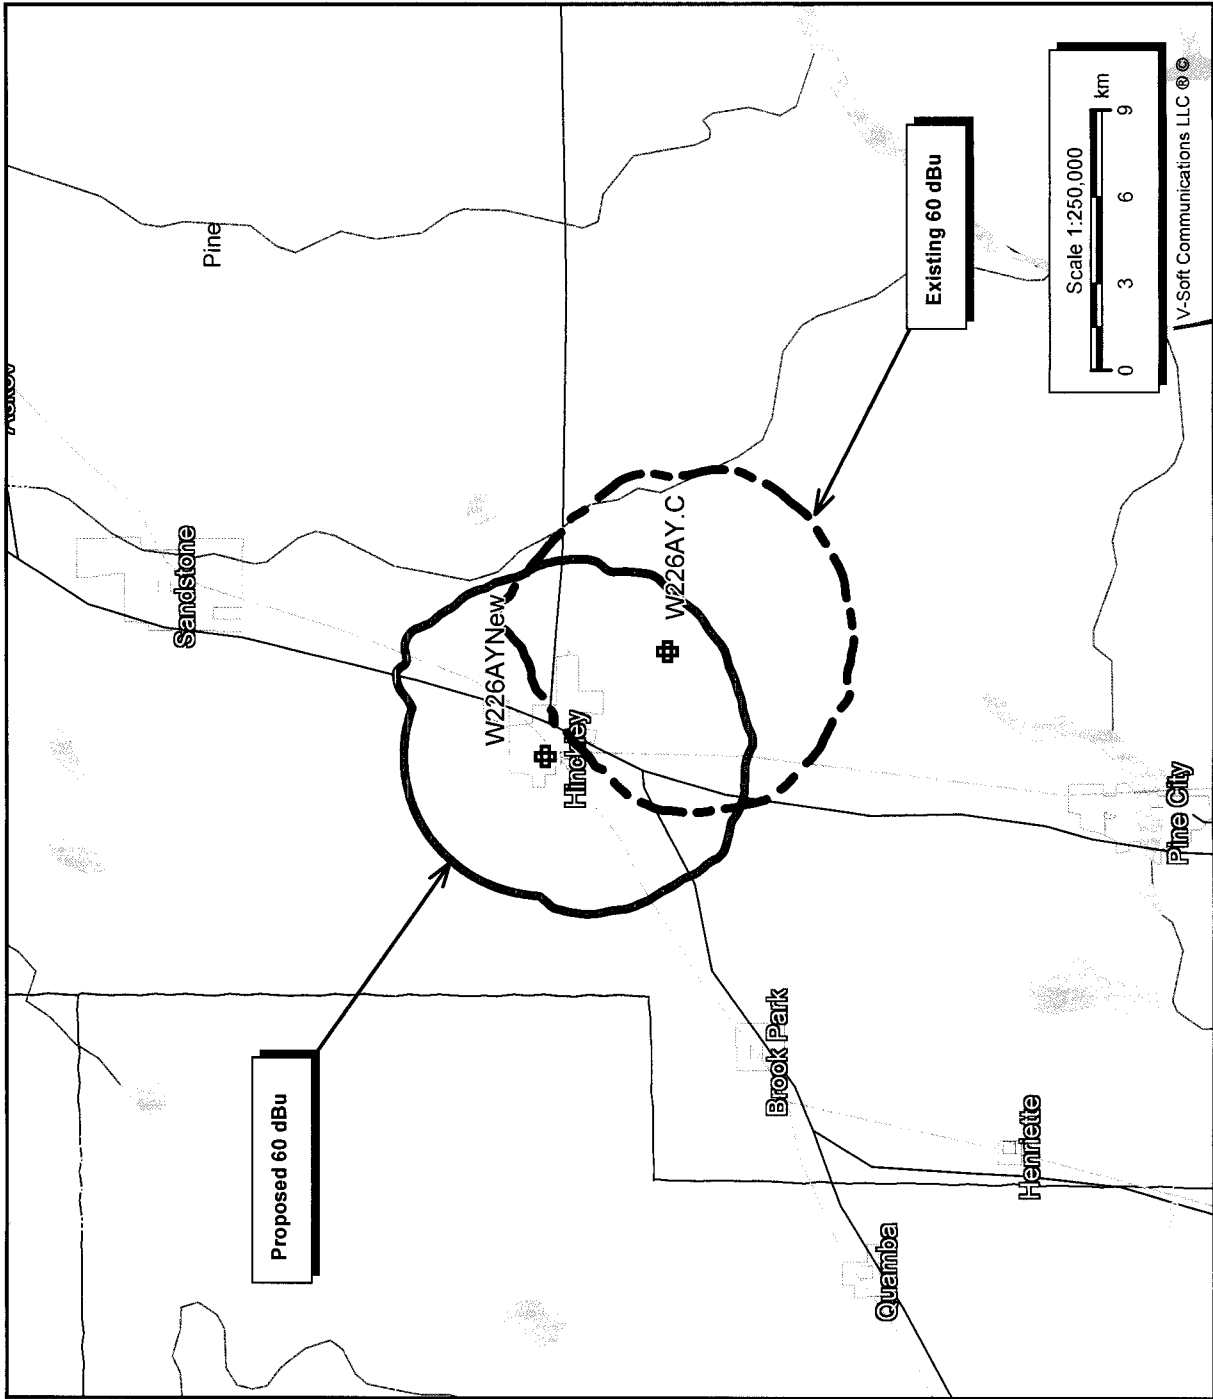 Askov
Sandstone
Pine
W226AYNew
Hinckley
W226AY.C
Proposed 60 dBu
Existing 60 dBu
Brook Park
Quamba
Henriette
Pine City
Scale 1:250,000
0 3 6 9 km
V-Soft Communications LLC ® ©